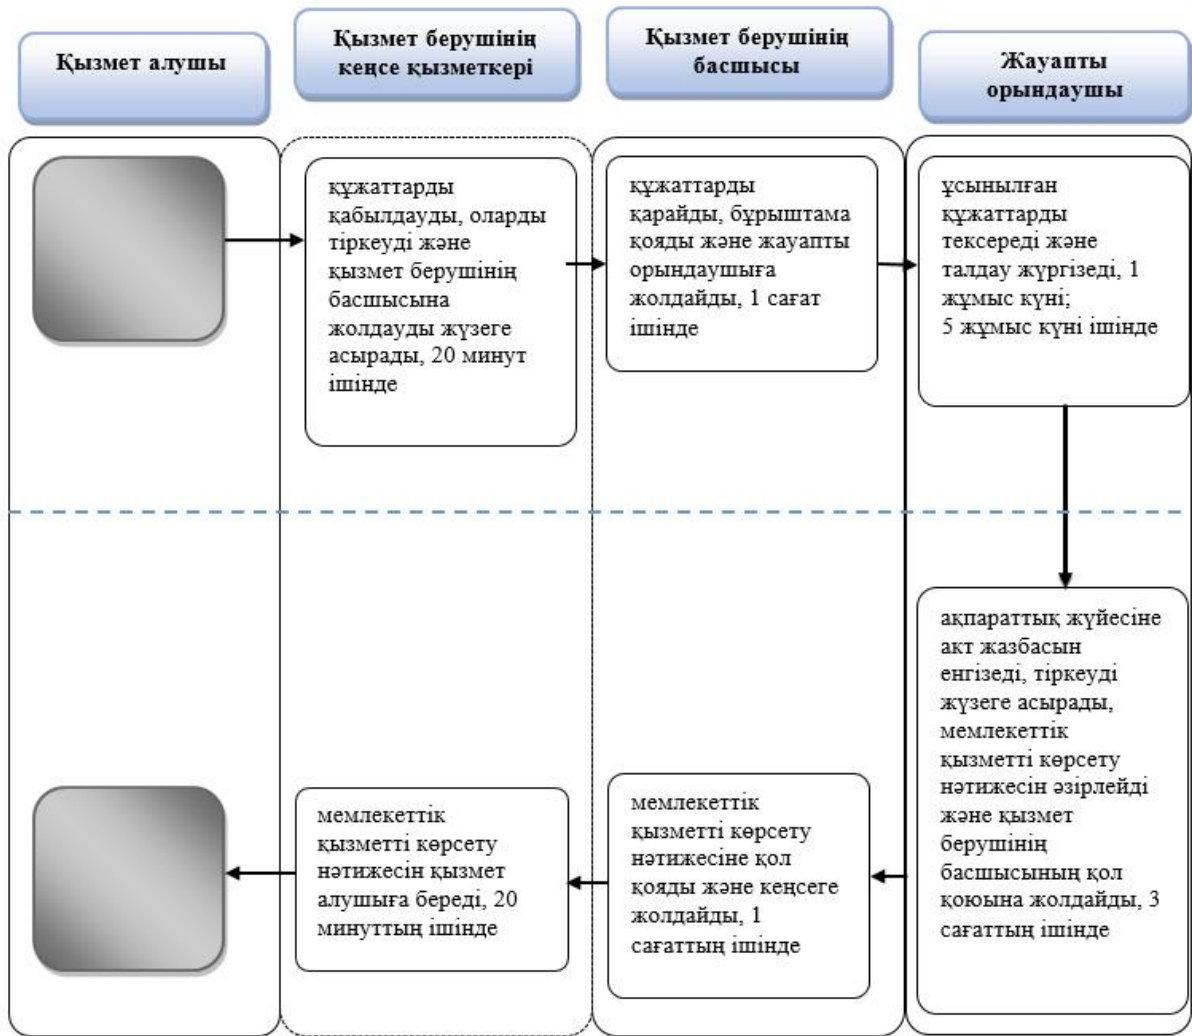 Қызмет алушы
Қызмет берушінің
кеңсе қызметкері
Қызмет берушінің
басшысы
Жауапты
орындаушы
құжаттарды
қабылдауды, оларды
тіркеуді және
қызмет берушінің
басшысына
жолдауды жүзеге
асырады, 20 минут
ішінде
құжаттарды
қарайды, бұрыштама
қояды және жауапты
орындаушыға
жолдайды, 1 сағат
ішінде
ұсынылған
құжаттарды
тексереді және
талдау жүргізеді, 1
жұмыс күні;
5 жұмыс күні ішінде
ақпараттық жүйесіне
акт жазбасын
енгізеді, тіркеуді
жүзеге асырады,
мемлекеттік
қызметті көрсету
нәтижесін әзірлейді
және қызмет
берушінің
басшысының қол
қоюына жолдайды, 3
сағаттың ішінде
мемлекеттік
қызметті көрсету
нәтижесіне қол
қояды және кеңсеге
жолдайды, 1
сағаттың ішінде
мемлекеттік
қызметті көрсету
нәтижесін қызмет
алушыға береді, 20
минуттың ішінде